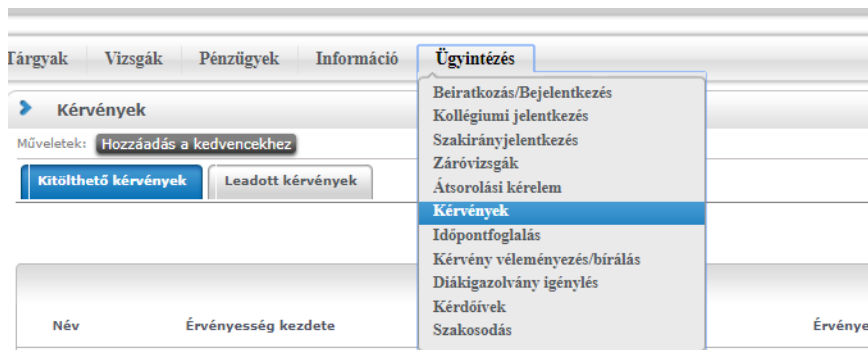 Tárgyak Vizsgák Pénzügyek Információ Ügyintézés
Beiratkozás/Bejelentkezés
Kollégiumi jelentkezés
Szakirányjelentkezés
Záróvizsgák
Átsorolási kérelem
Kérvények
Időpontfoglalás
Kérvény véleményezés/bírálás
Diákigazolvány igénylés
Kérdőívek
Szakosodás
Kérvények
Műveletek: Hozzáadás a kedvencekhez
Kitölthető kérvények Leadott kérvények
Név Érvényesség kezdete Érvénye